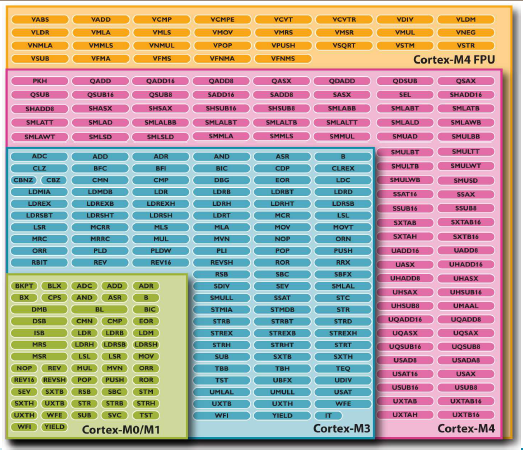 VABS VADD VCMP VCMPE VCVT VCVTR VDIV VLDM
VLDR VMLA VMLS VMOV VMRS VMSR VMUL VNEG
VNMLA VMMLS VNMUL VPOP VPUSH VSQRT VSTM VSTR
VSUB VFMA VFMS VFNMA VFNMS
Cortex-M4 FPU
PKH QADD QADD16 QADD8 QASX QDADD QDSUB QSAX
QSUB QSUB16 QSUB8 SADD16 SADD8 SASX SEL SHADD16
SHADD8 SHASX SHSAX SHSUB16 SHSUB8 SMLABB SMLABT SMLATB
SMLATT SMLAD SMLALBB SMLALBT SMLALTB SMLALTT SMLALD SMLAWB
SMLAWT SMLSD SMLSLD SMMLA SMMLS SMMUL SMUAD SMULBB
ADC ADD ADR AND ASR B SMULBT SMULTT
CLZ BFC BFI BIC CDP CLREX SMULTB SMULWT
CBNZ CBZ CMN CMP DBG EOR LDC SMULWB SMUSD
LDMIA LDMDB LDR LDRB LDRBT LDRD SSAT16 SSAX
LDREX LDREXB LDREXH LDRH LDRHT LDRSB SSUB16 SSUB8
LDRSBT LDRSHT LDRSH LDRT MCR LSL SXTAB SXTAB16
LSR MCRR MLS MLA MOV MOVT SXTAH SXTB16
MRC MRRC MUL MVN NOP ORN UADD16 UADD8
ORR PLD PLDW PLI POP PUSH UASX UHADD16
RBIT REV REV16 REVSH ROR RRX UHADD8 UHASX
RSB SBC SBFX UHSAX UHSUB16
BKPT BLX ADC ADD ADR SDIV SEV SMLAL UHSUB8 UMAAL
BX CPS AND ASR B SMULL SSAT STC UQADD16 UQADD8
DMB BL BIC STMIA STMDB STR UQASX UQSAX
DSB CMN CMP EOR STRB STRBT STRD UQSUB16 UQSUB8
ISB LDR LDRB LDM STREX STREXB STREXH USAD8 USADA8
MRS LDRH LDRSB LDRSH STRH STRHT STRT USAT16 USAX
MSR LSL LSR MOV SUB SXTB SXTH USUB16 USUB8
NOP REV MUL MVN ORR TBB TBH TEQ UXTAB UXTAB16
REV16 REVSH POP PUSH ROR TST UBFX UDIV UXTAH UXTB16
SEV SXTB RSB SBC STM UMLAL UMULL USAT
SXTH UXTB STR STRB STRH UXTB UXTH WFE
UXTH WFE SUB SVC TST WFI YIELD IT
WFI YIELD
Cortex-M0/M1
Cortex-M3
Cortex-M4